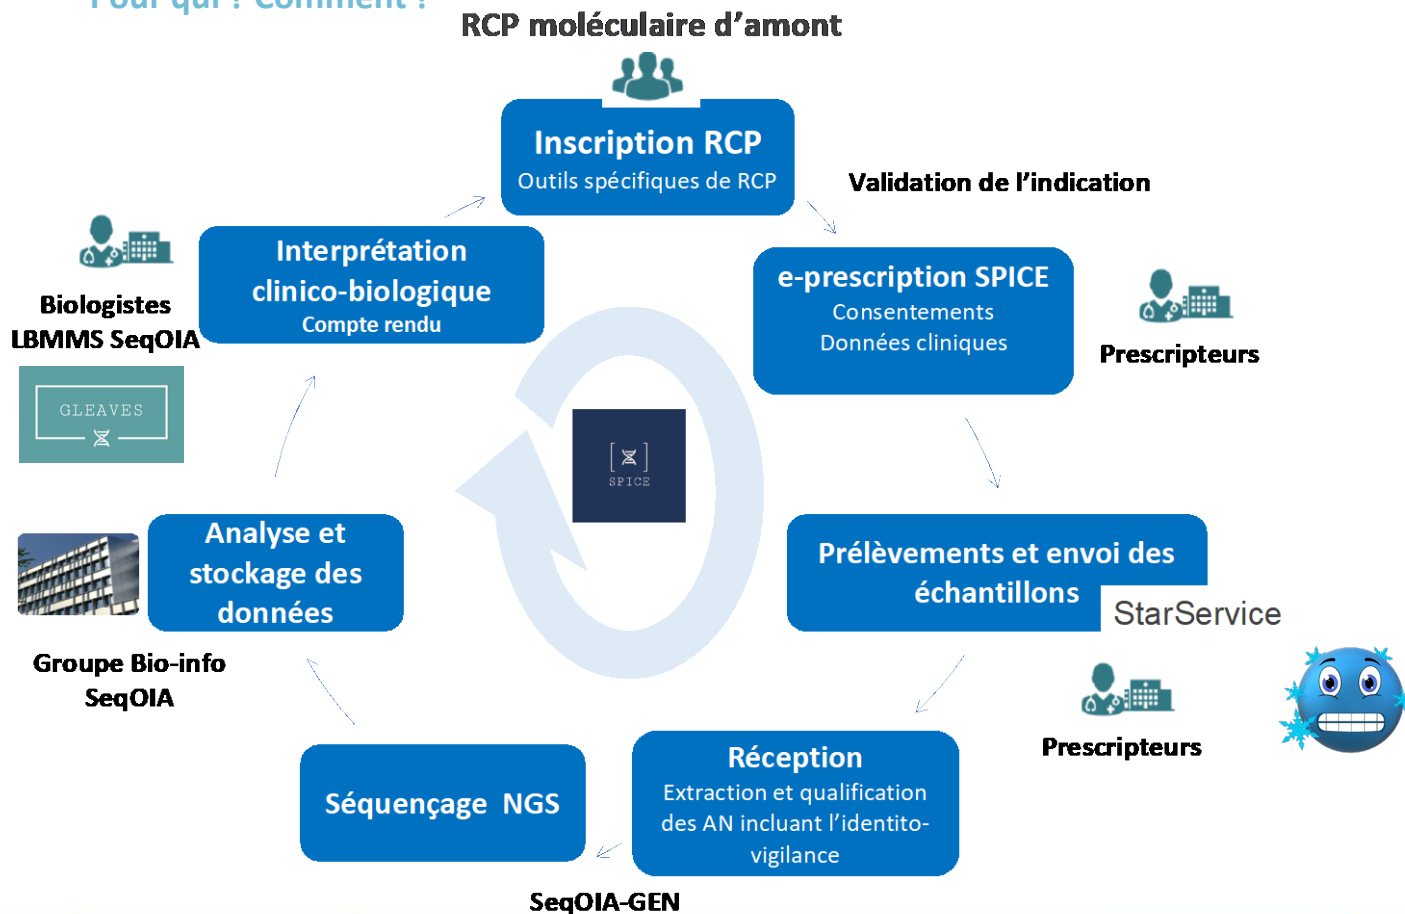 Pour qui ? Comment ?
RCP moléculaire d'amont
Inscription RCP
Outils spécifiques de RCP
Validation de l'indication
e-prescription SPICE
Consentements
Données cliniques
Prescripteurs
Prélèvements et envoi des
échantillons
StarService
Prescripteurs
Réception
Extraction et qualification
des AN incluant l'identito-
vigilance
SeqOIA-GEN
Séquençage NGS
Analyse et
stockage des
données
Groupe Bio-info
SeqOIA
Interprétation
clinico-biologique
Compte rendu
Biologistes
LBMMS SeqOIA
GLEAVES
SPICE